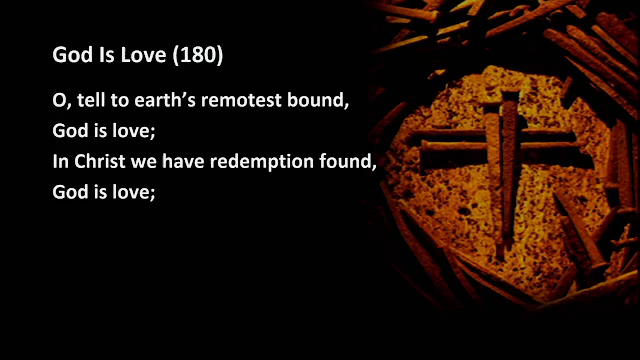 God Is Love (180)
O, tell to earth's remotest bound,
God is love;
In Christ we have redemption found,
God is love;